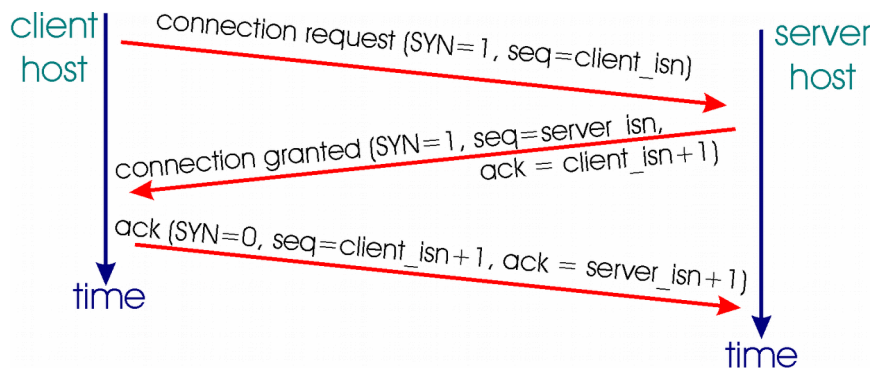 client
host
connection request (SYN=1, seq=client_isn)
server
host
connection granted (SYN=1, seq=server_isn,
ack = client_isn+1)
ack (SYN=0, seq=client_isn+1, ack = server_isn+1)
time
time